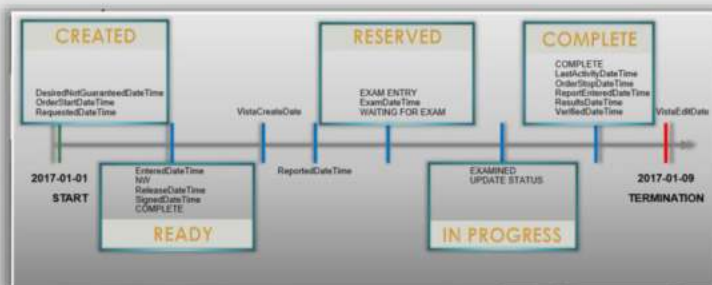 CREATED
DesiredNotGuaranteedDateTime
OrderStartDateTime
RequestedDateTime
RESERVED
EXAM ENTRY
ExamDateTime
WAITING FOR EXAM
COMPLETE
COMPLETE
LastActivityDateTime
OrderStopDateTime
ReportEnteredDateTime
ResultsDateTime
VerifiedDateTime
VistaCreateDate
VistaEditDate
2017-01-01
START
EnteredDateTime
NW
ReleaseDateTime
SignedDateTime
COMPLETE
READY
ReportedDateTime
EXAMINED
UPDATE STATUS
IN PROGRESS
2017-01-09
TERMINATION